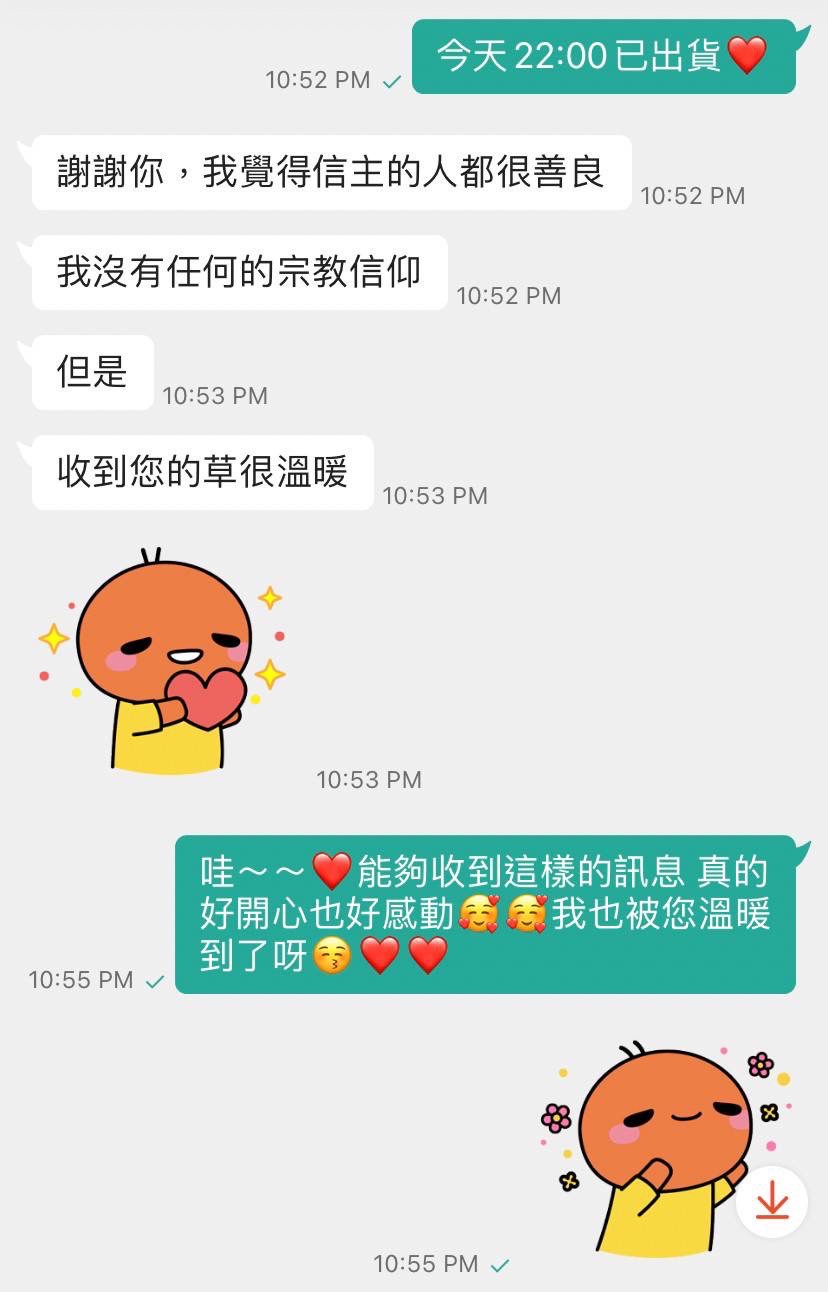 今天22:00已出貨❤️
10:52 PM
謝謝你，我覺得信主的人都很善良
10:52 PM
我沒有任何的宗教信仰
10:52 PM
但是
10:53 PM
收到您的草很溫暖
10:53 PM
10:53 PM
哇～～❤️能夠收到這樣的訊息 真的
好開心也好感動🥰🥰我也被您溫暖
到了呀😚❤️❤️
10:55 PM
10:55 PM